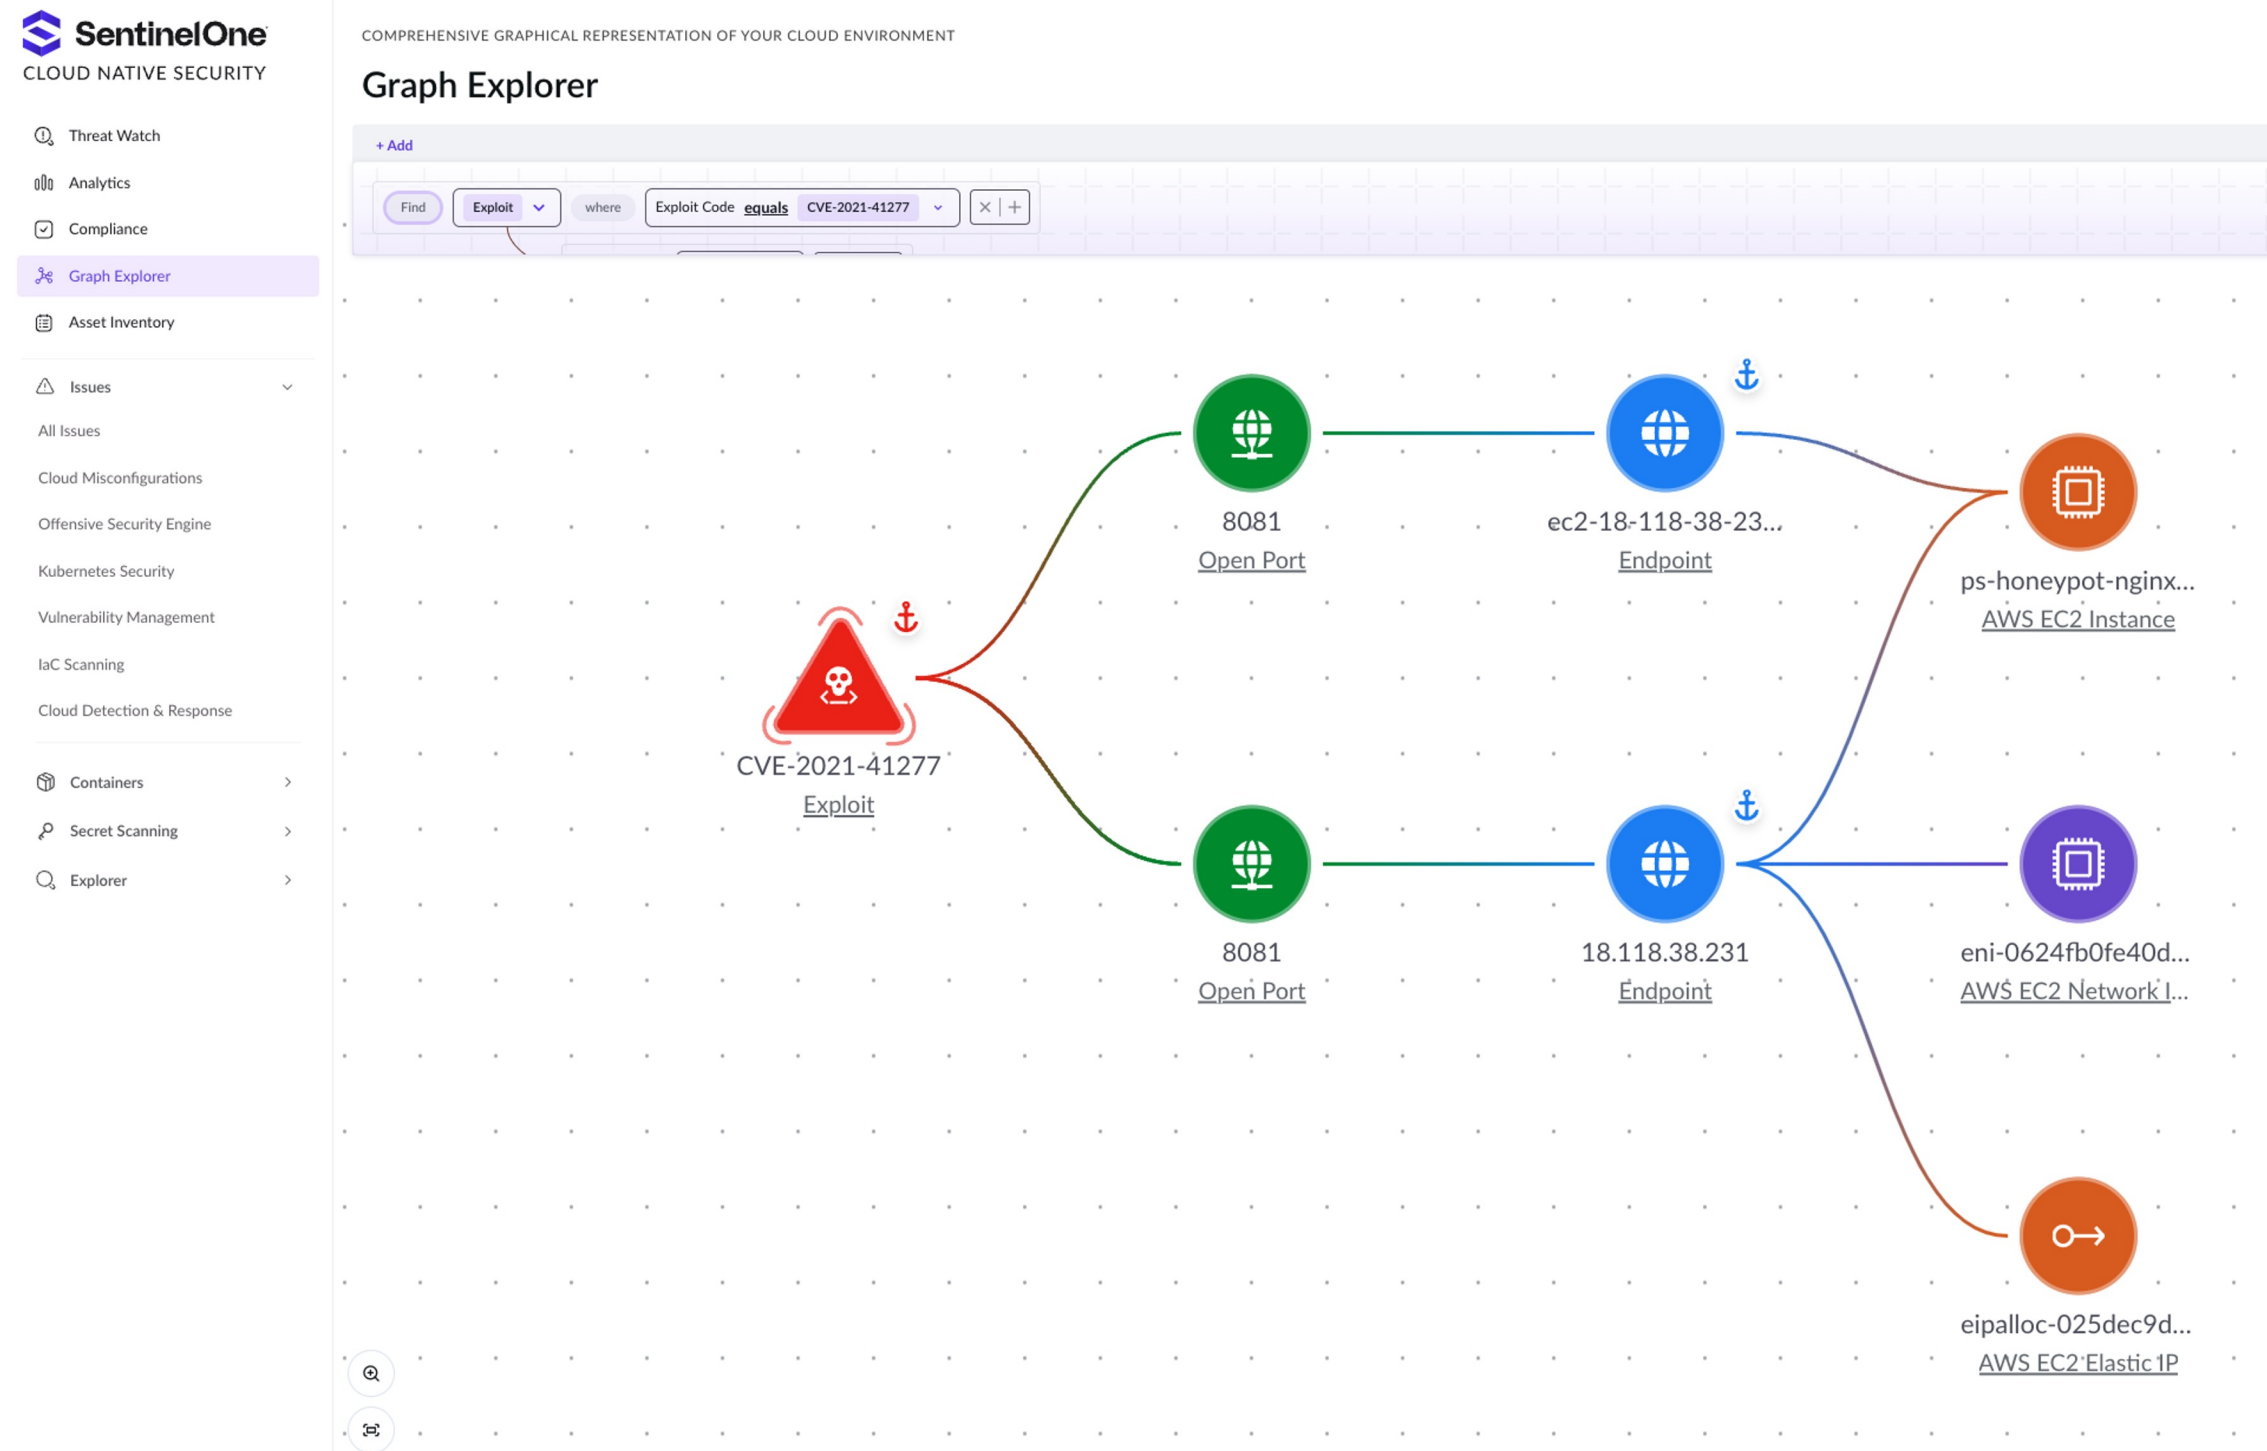 SentinelOne
CLOUD NATIVE SECURITY
Threat Watch
Analytics
Compliance
Graph Explorer
Asset Inventory
Issues
All Issues
Cloud Misconfigurations
Offensive Security Engine
Kubernetes Security
Vulnerability Management
IaC Scanning
Cloud Detection & Response
Containers
Secret Scanning
Explorer
COMPREHENSIVE GRAPHICAL REPRESENTATION OF YOUR CLOUD ENVIRONMENT
Graph Explorer
+ Add
Find Exploit where Exploit Code equals CVE-2021-41277
8081
Open Port
ec2-18-118-38-23...
Endpoint
ps-honeypot-nginx...
AWS EC2 Instance
CVE-2021-41277
Exploit
8081
Open Port
18.118.38.231
Endpoint
eni-0624fb0fe40d...
AWS EC2 Network I...
eipalloc-025dec9d...
AWS EC2 Elastic IP